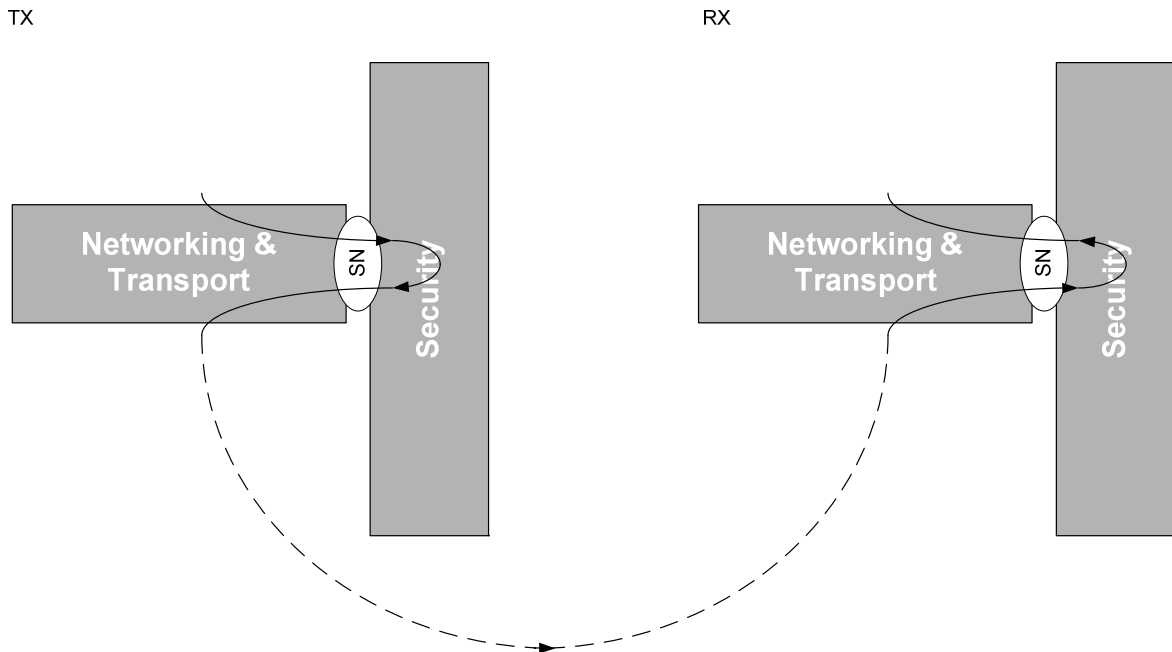 TX
RX
Networking &
Transport
SN
Security
Networking &
Transport
SN
Security